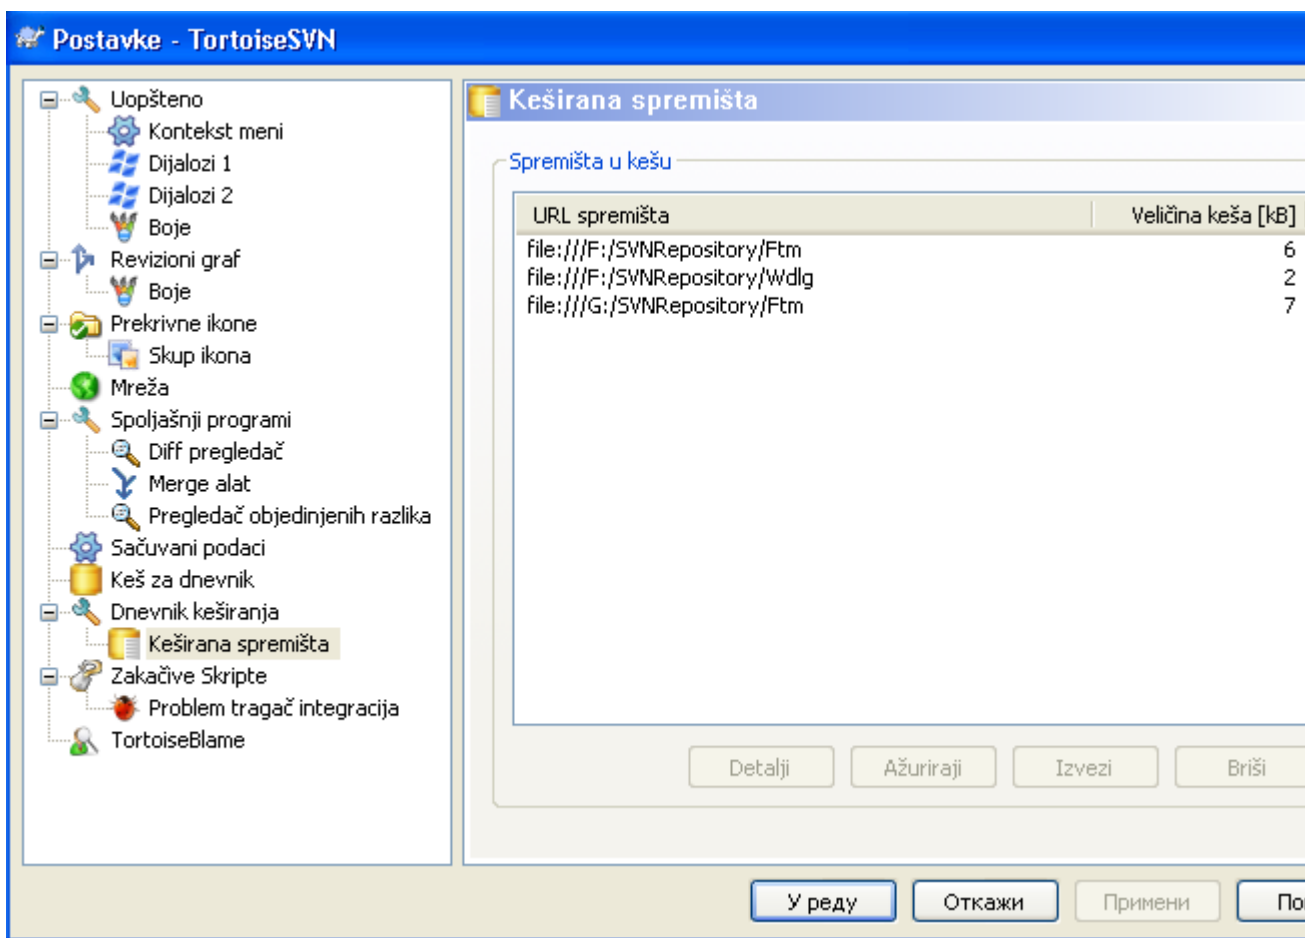 Postavke - TortoiseSVN
Uopšteno
Kontekst meni
Dijalozi 1
Dijalozi 2
Boje
Revizioni graf
Boje
Prekrivne ikone
Skup ikona
Mreža
Spoljašnji programi
Diff pregledač
Merge alat
Pregledač objedinjenih razlika
Sačuvani podaci
Keš za dnevnik
Dnevnik keširanja
Keširana spremišta
Zakačive Skripte
Problem tragač integracija
TortoiseBlame
Keširana spremišta
Spremišta u kešu
URL spremišta Veličina keša [kB]
file:///F:/SVNRepository/Ftm 6
file:///F:/SVNRepository/Wdlg 2
file:///G:/SVNRepository/Ftm 7
Detalji Ažuriraji Izvezi Briši
У реду Откажи Примени